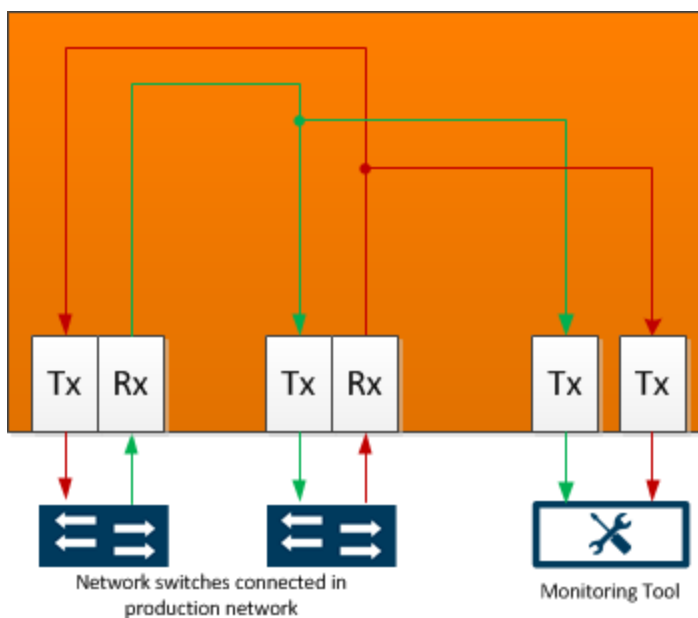 Tx
Rx
Tx
Rx
Tx
Tx
Network switches connected in
production network
Monitoring Tool